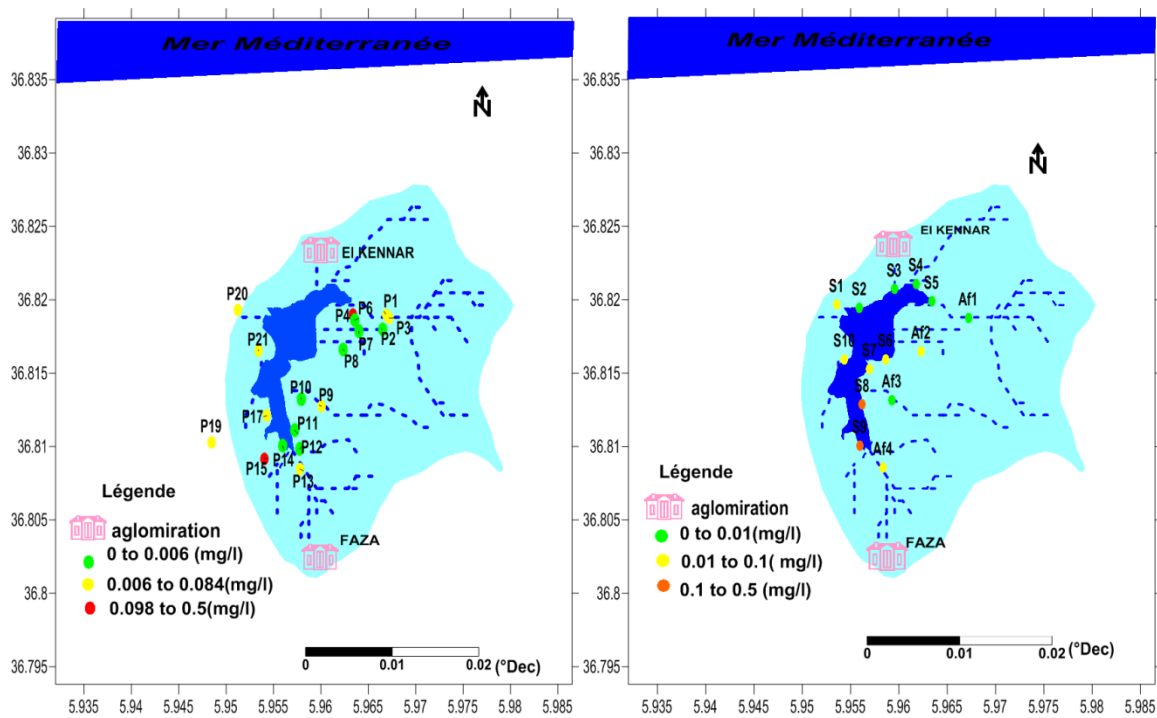 Mer Méditerranée
36.835
N
36.83
36.825
El KENNAR
P20
36.82
P6
P1
P4
P3
P2
P7
P21
P8
36.815
P10
P9
P17
P11
P19
36.81
P12
P14
P15
P13
Légende
aglomiration
36.805
FAZA
0 to 0.006 (mg/l)
36.8
0.006 to 0.084(mg/l)
0.098 to 0.5(mg/l)
0 0.01 0.02 (°Dec)
36.795
5.935 5.94 5.945 5.95 5.955 5.96 5.965 5.97 5.975 5.98 5.985
Mer Méditerranée
36.835
N
36.83
36.825
El KENNAR
S4
S3
S5
S1
S2
36.82
Af1
Af2
S10
S6
S7
36.815
S8
Af3
S9
36.81
Af4
Légende
aglomiration
36.805
FAZA
0 to 0.01(mg/l)
0.01 to 0.1( mg/l)
36.8
0.1 to 0.5 (mg/l)
0 0.01 0.02 (°Dec)
36.795
5.935 5.94 5.945 5.95 5.955 5.96 5.965 5.97 5.975 5.98 5.985